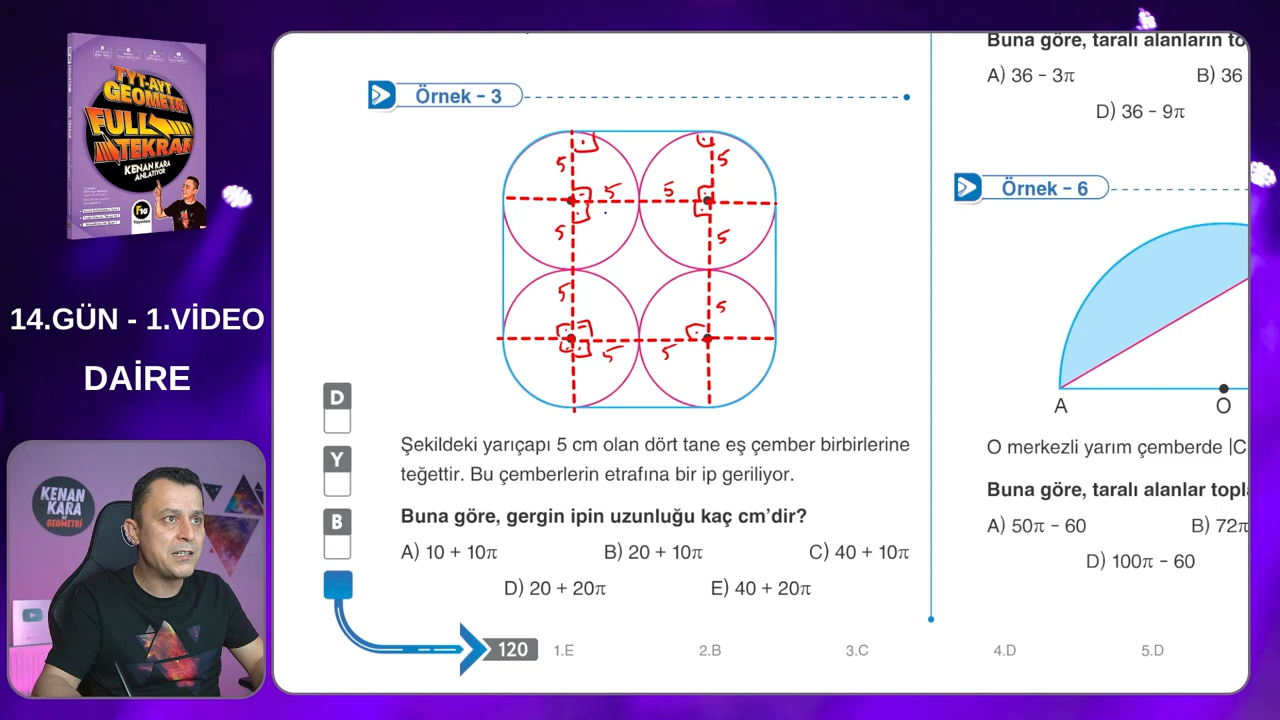 TYT-AYT
GEOMETRİ
FULL
TEKRAR
KENAN KARA
ANLATIYOR
14.GÜN - 1.VİDEO
DAİRE
KENAN
KARA
GEOMETRİ
Örnek - 3
5 5 5 5
5 5
5 5
5 5 5 5
Şekildeki yarıçapı 5 cm olan dört tane eş çember birbirlerine
teğettir. Bu çemberlerin etrafına bir ip geriliyor.
Buna göre, gergin ipin uzunluğu kaç cm'dir?
A) 10 + 10π B) 20 + 10π C) 40 + 10π
D) 20 + 20π E) 40 + 20π
D
Y
B
120 1.E 2.B 3.C 4.D 5.D
Buna göre, taralı alanların to
A) 36 - 3π B) 36
D) 36 - 9π
Örnek - 6
A O
O merkezli yarım çemberde |C
Buna göre, taralı alanlar topla
A) 50π - 60 B) 72π
D) 100π - 60